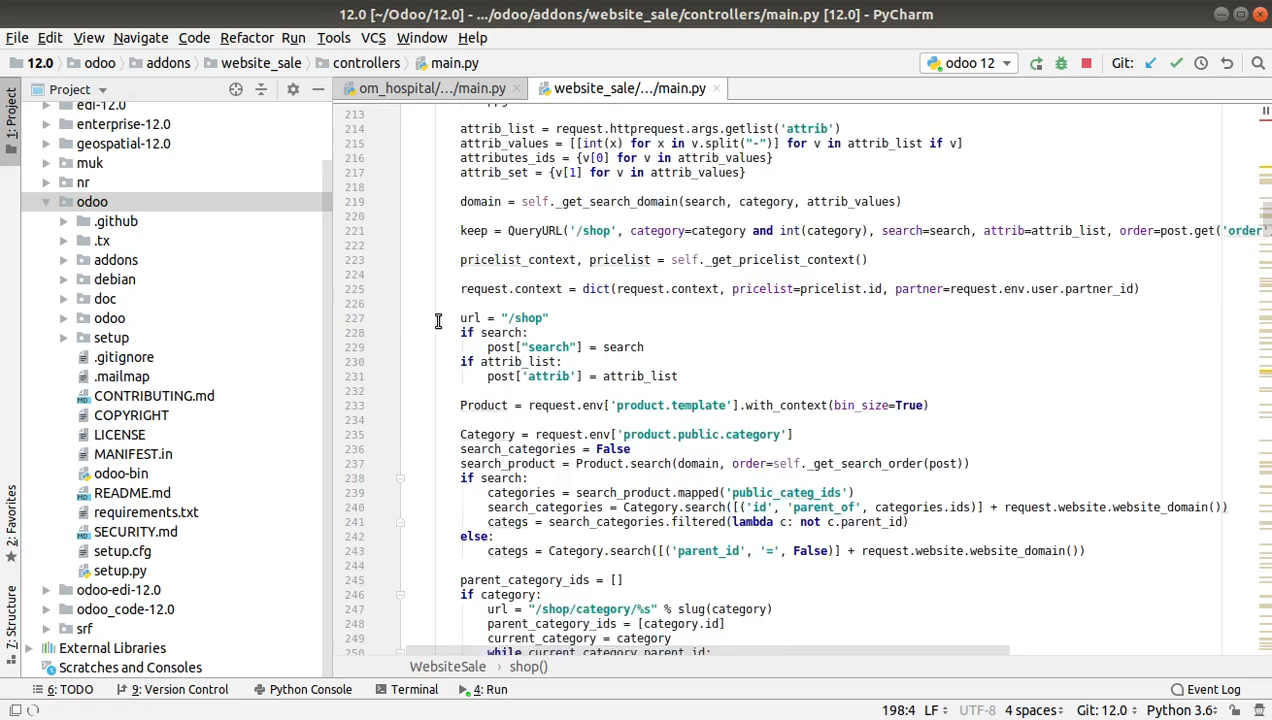 12.0 [~/Odoo/12.0] - .../odoo/addons/website_sale/controllers/main.py [12.0] - PyCharm
File Edit View Navigate Code Refactor Run Tools VCS Window Help
12.0 odoo addons website_sale controllers main.py odoo 12 Git:
1: Project
2: Favorites
7: Structure
Project
edi-12.0
enterprise-12.0
geospatial-12.0
muk
nr
odoo
.github
.tx
addons
debian
doc
odoo
setup
.gitignore
.mailmap
CONTRIBUTING.md
COPYRIGHT
LICENSE
MANIFEST.in
odoo-bin
README.md
requirements.txt
SECURITY.md
setup.cfg
setup.py
odoo-edi-12.0
odoo_code-12.0
srf
External Libraries
Scratches and Consoles
om_hospital/.../main.py website_sale/.../main.py
213
214 attrib_list = request.httprequest.args.getlist('attrib')
215 attrib_values = [[int(x) for x in v.split("-")] for v in attrib_list if v]
216 attributes_ids = {v[0] for v in attrib_values}
217 attrib_set = {v[1] for v in attrib_values}
218
219 domain = self._get_search_domain(search, category, attrib_values)
220
221 keep = QueryURL('/shop', category=category and int(category), search=search, attrib=attrib_list, order=post.get('order'
222
223 pricelist_context, pricelist = self._get_pricelist_context()
224
225 request.context = dict(request.context, pricelist=pricelist.id, partner=request.env.user.partner_id)
226
227 url = "/shop"
228 if search:
229 post["search"] = search
230 if attrib_list:
231 post['attrib'] = attrib_list
232
233 Product = request.env['product.template'].with_context(bin_size=True)
234
235 Category = request.env['product.public.category']
236 search_categories = False
237 search_product = Product.search(domain, order=self._get_search_order(post))
238 if search:
239 categories = search_product.mapped('public_categ_ids')
240 search_categories = Category.search([('id', 'parent_of', categories.ids)] + request.website.website_domain())
241 categs = search_categories.filtered(lambda c: not c.parent_id)
242 else:
243 categs = Category.search([('parent_id', '=', False)] + request.website.website_domain())
244
245 parent_category_ids = []
246 if category:
247 url = "/shop/category/%s" % slug(category)
248 parent_category_ids = [category.id]
249 current_category = category
250 while current_category.parent_id:
WebsiteSale shop()
6: TODO 9: Version Control Python Console Terminal 4: Run Event Log
198:4 LF UTF-8 4 spaces Git: 12.0 Python 3.6